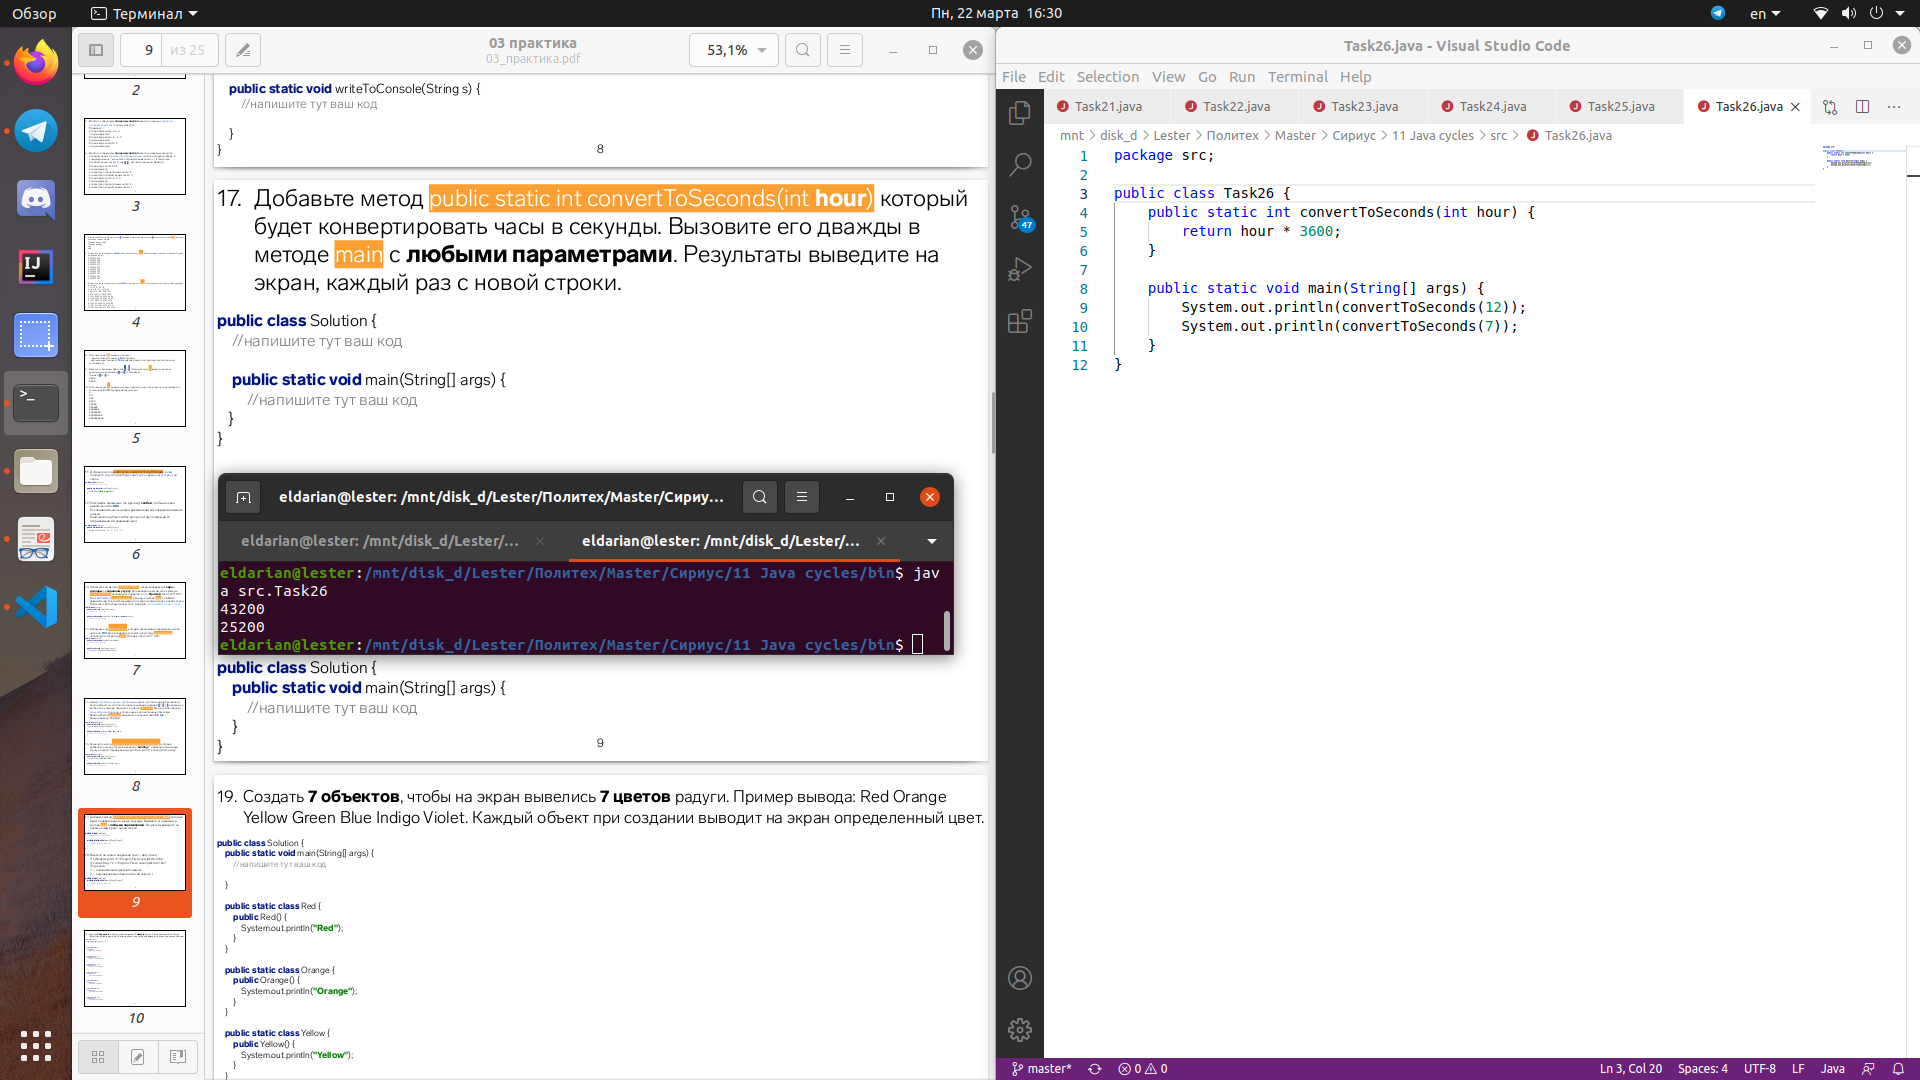 Обзор
Терминал
Пн, 22 марта 16:30
en
9 из 25
03 практика
03_практика.pdf
53,1%
2
3
4
5
6
7
8
9
10
public static void writeToConsole(String s) {
//напишите тут ваш код
}
}
8
17. Добавьте метод public static int convertToSeconds(int hour) который
будет конвертировать часы в секунды. Вызовите его дважды в
методе main с любыми параметрами. Результаты выведите на
экран, каждый раз с новой строки.
public class Solution {
//напишите тут ваш код
public static void main(String[] args) {
//напишите тут ваш код
}
}
eldarian@lester: /mnt/disk_d/Lester/Политех/Master/Сириу...
eldarian@lester: /mnt/disk_d/Lester/...
eldarian@lester: /mnt/disk_d/Lester/...
eldarian@lester:/mnt/disk_d/Lester/Политех/Master/Сириус/11 Java cycles/bin$ jav
a src.Task26
43200
25200
eldarian@lester:/mnt/disk_d/Lester/Политех/Master/Сириус/11 Java cycles/bin$
public class Solution {
public static void main(String[] args) {
//напишите тут ваш код
}
}
9
19. Создать 7 объектов, чтобы на экран вывелись 7 цветов радуги. Пример вывода: Red Orange
Yellow Green Blue Indigo Violet. Каждый объект при создании выводит на экран определенный цвет.
public class Solution {
public static void main(String[] args) {
//напишите тут ваш код
}
public static class Red {
public Red() {
System.out.println("Red");
}
}
public static class Orange {
public Orange() {
System.out.println("Orange");
}
}
public static class Yellow {
public Yellow() {
System.out.println("Yellow");
}
}
Task26.java - Visual Studio Code
File Edit Selection View Go Run Terminal Help
Task21.java Task22.java Task23.java Task24.java Task25.java Task26.java
mnt > disk_d > Lester > Политех > Master > Сириус > 11 Java cycles > src > Task26.java
47
1 package src;
2
3 public class Task26 {
4 public static int convertToSeconds(int hour) {
5 return hour * 3600;
6 }
7
8 public static void main(String[] args) {
9 System.out.println(convertToSeconds(12));
10 System.out.println(convertToSeconds(7));
11 }
12 }
master* 0 0
Ln 3, Col 20 Spaces: 4 UTF-8 LF Java